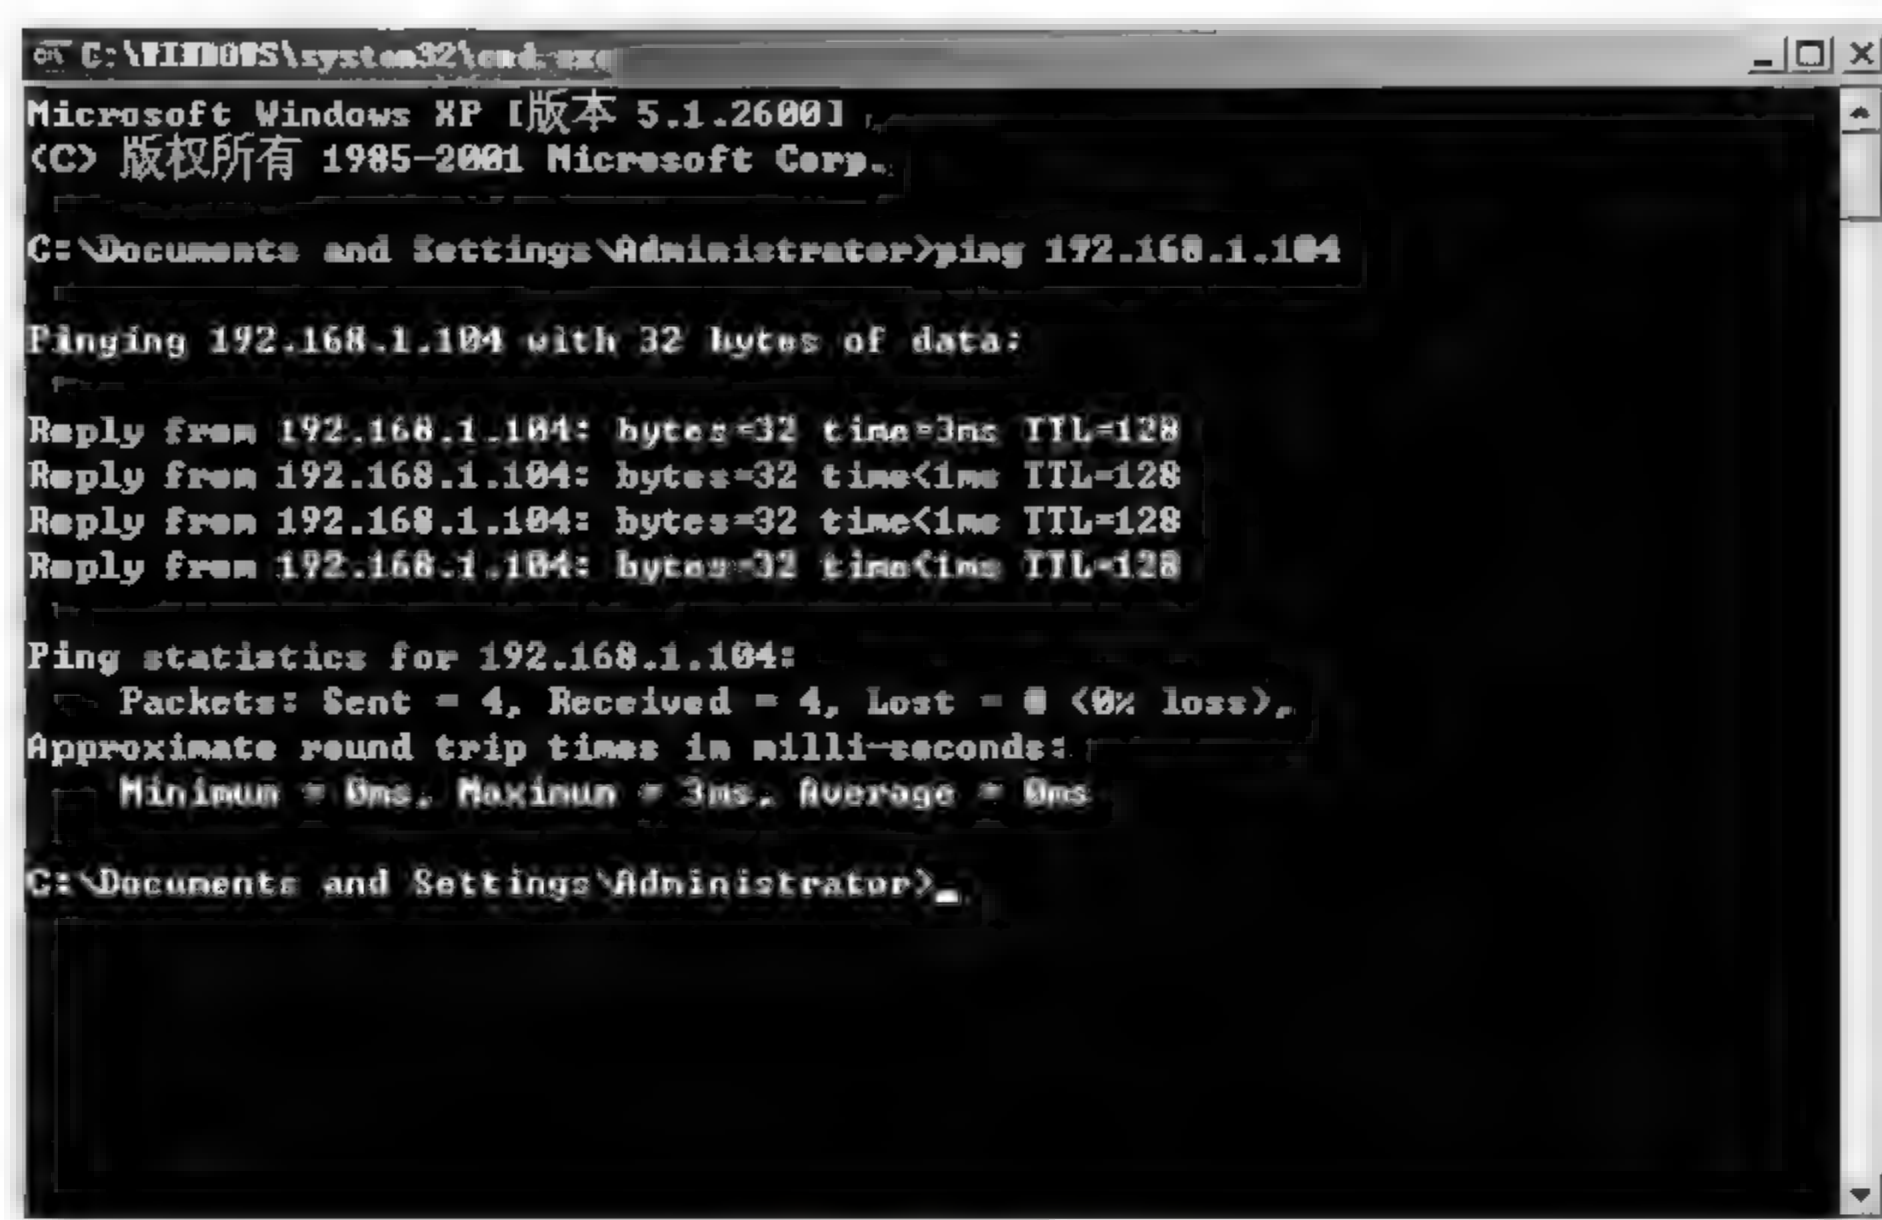 C:\WINDOWS\system32\cmd.exe
Microsoft Windows XP [版本 5.1.2600]
(C) 版权所有 1985-2001 Microsoft Corp.
C:\Documents and Settings\Administrator>ping 192.168.1.104
Pinging 192.168.1.104 with 32 bytes of data:
Reply from 192.168.1.104: bytes=32 time=3ms TTL=128
Reply from 192.168.1.104: bytes=32 time<1ms TTL=128
Reply from 192.168.1.104: bytes=32 time<1ms TTL=128
Reply from 192.168.1.104: bytes=32 time<1ms TTL=128
Ping statistics for 192.168.1.104:
Packets: Sent = 4, Received = 4, Lost = 0 (0% loss),
Approximate round trip times in milli-seconds:
Minimum = 0ms, Maximum = 3ms, Average = 0ms
C:\Documents and Settings\Administrator>_